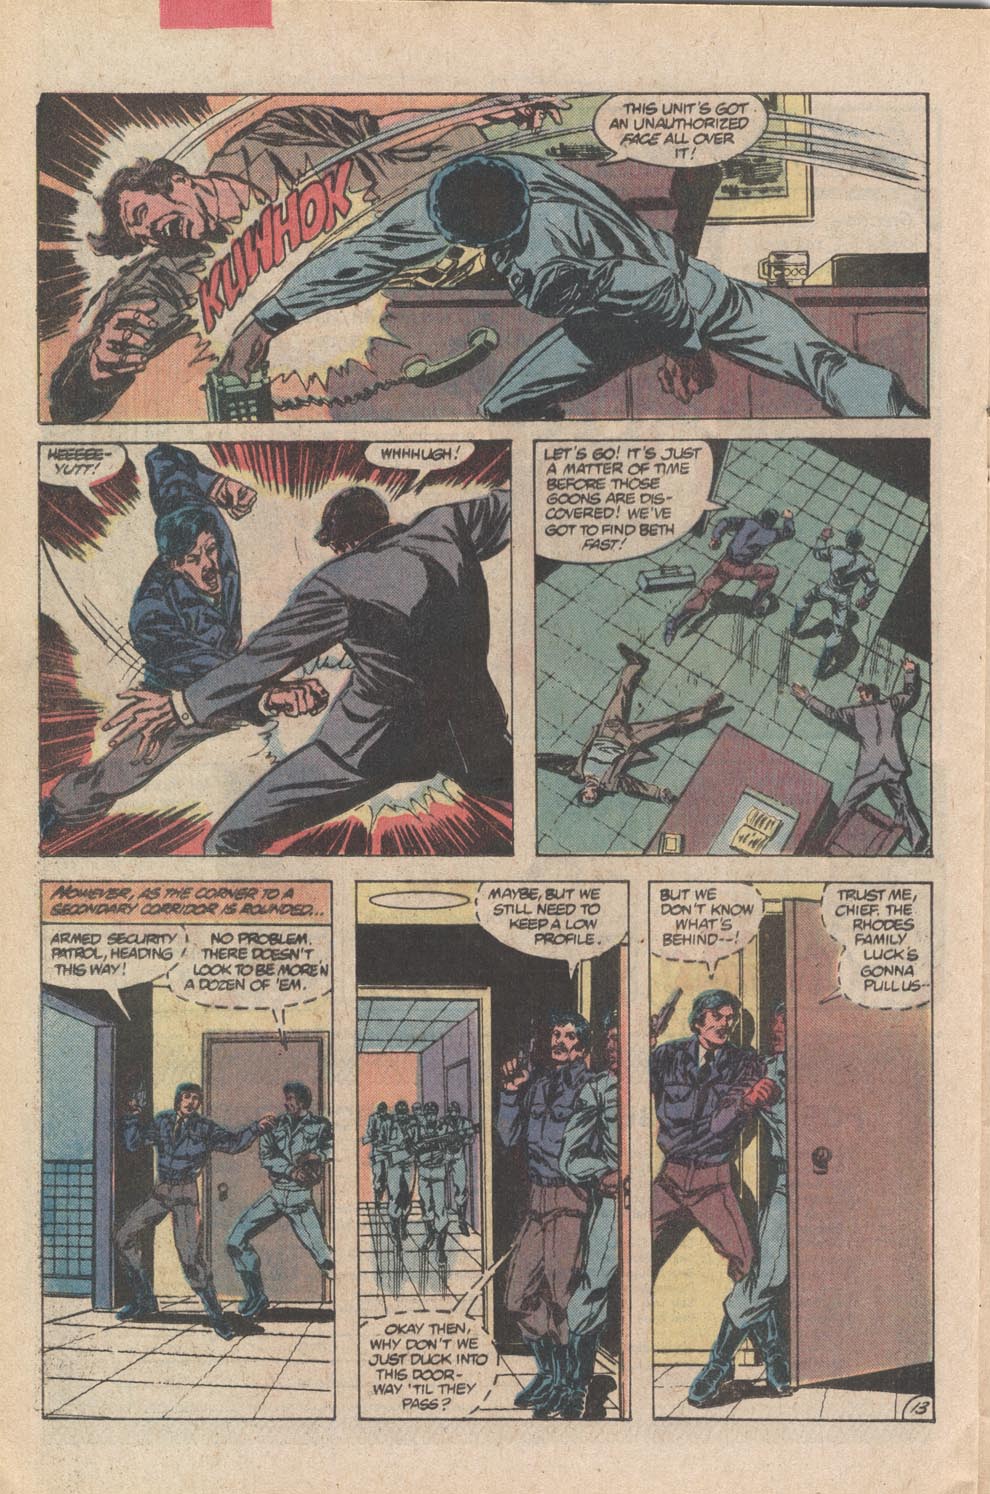 THIS UNIT'S GOT
AN UNAUTHORIZED
FACE ALL OVER
IT!
KUWHOK
HEEEEE-
YUTT!
WHHHUGH!
LET'S GO! IT'S JUST
A MATTER OF TIME
BEFORE THOSE
GOONS ARE DIS-
COVERED! WE'VE
GOT TO FIND BETH
FAST!
HOWEVER, AS THE CORNER TO A
SECONDARY CORRIDOR IS ROUNDED...
ARMED SECURITY
PATROL, HEADING
THIS WAY!
NO PROBLEM.
THERE DOESN'T
LOOK TO BE MORE'N
A DOZEN OF 'EM.
MAYBE, BUT WE
STILL NEED TO
KEEP A LOW
PROFILE.
OKAY THEN,
WHY DON'T WE
JUST DUCK INTO
THIS DOOR-
WAY 'TIL THEY
PASS?
BUT WE
DON'T KNOW
WHAT'S
BEHIND--!
TRUST ME,
CHIEF. THE
RHODES
FAMILY
LUCK'S
GONNA
PULL US--
13